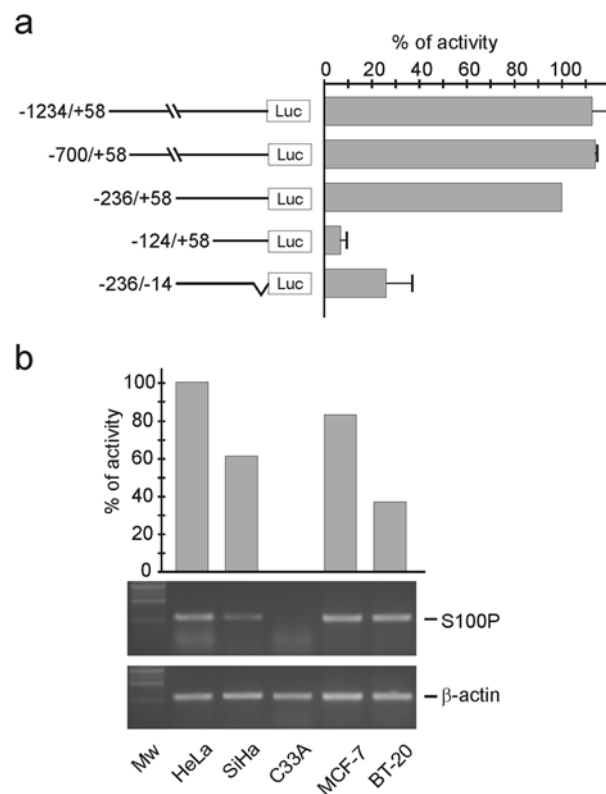 a
% of activity
0 20 60 80 100
-1234/+58 Luc
-700/+58 Luc
-236/+58 Luc
-124/+58 Luc
-236/-14 Luc
b
% of activity
100
80
60
40
20
0
S100P
β-actin
Mw HeLa SiHa C33A MCF-7 BT-20